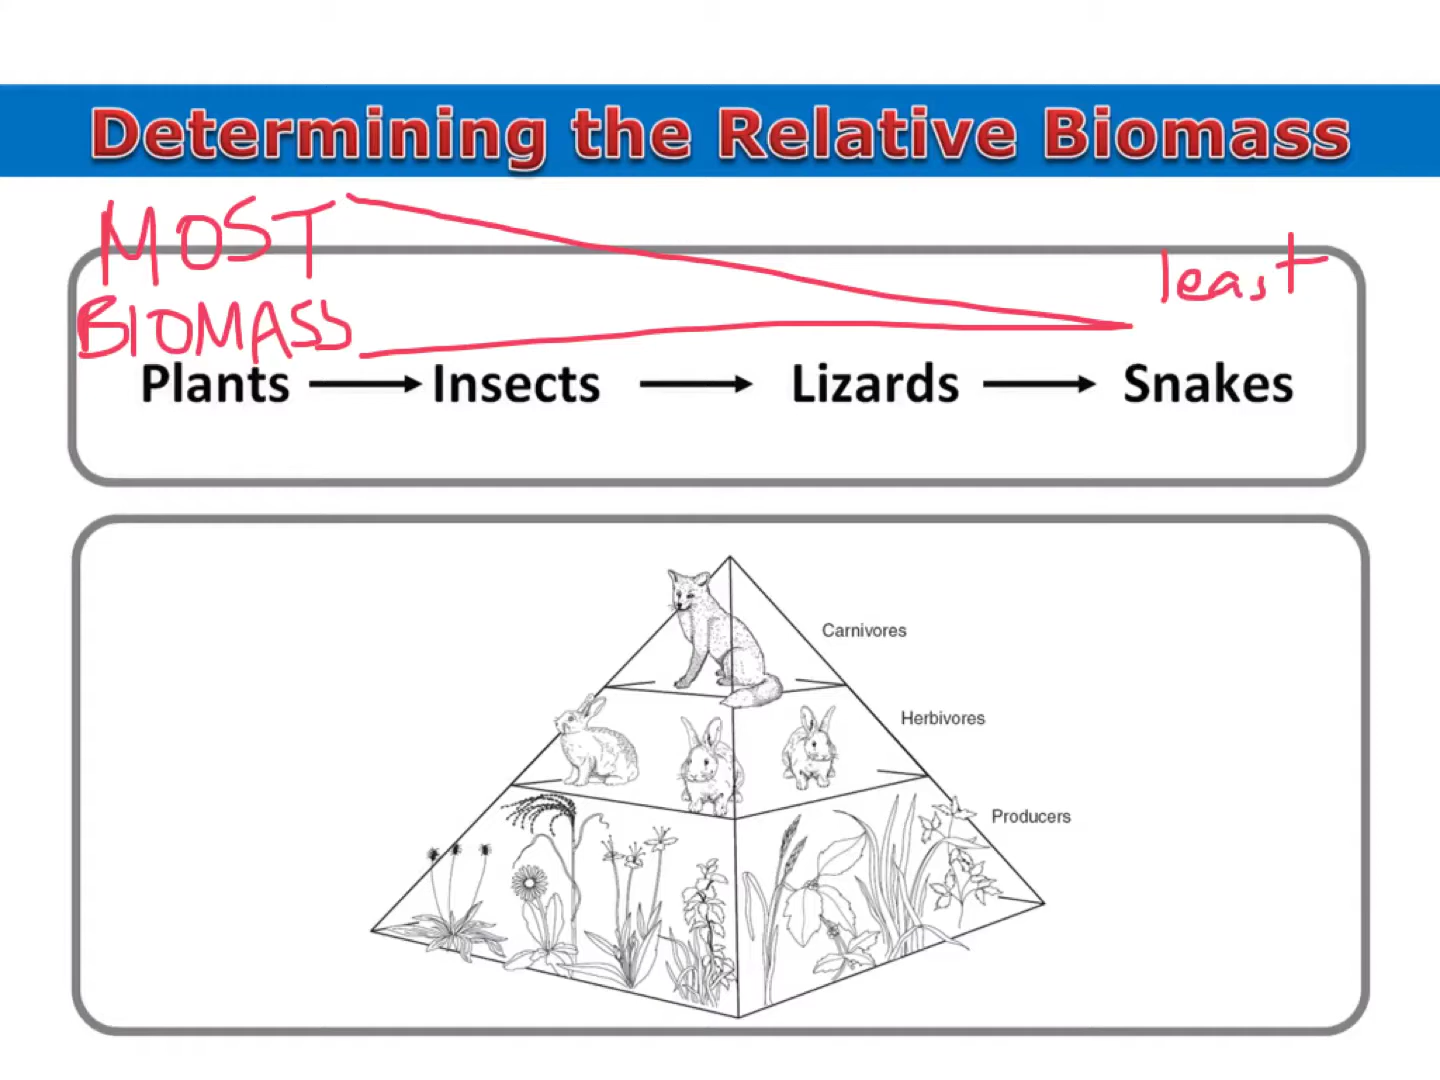 Determining the Relative Biomass
MOST
least
BIOMASS
Plants → Insects → Lizards → Snakes
Carnivores
Herbivores
Producers